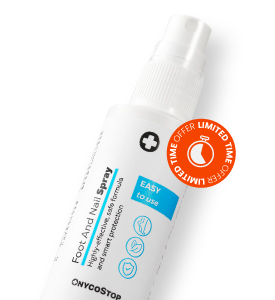 LIMITED TIME OFFER LIMITED TIME OFFER
EASY
to use
Foot And Nail Spray
Highly-effective, safe formula
and smart protection
ONYCOSTOP